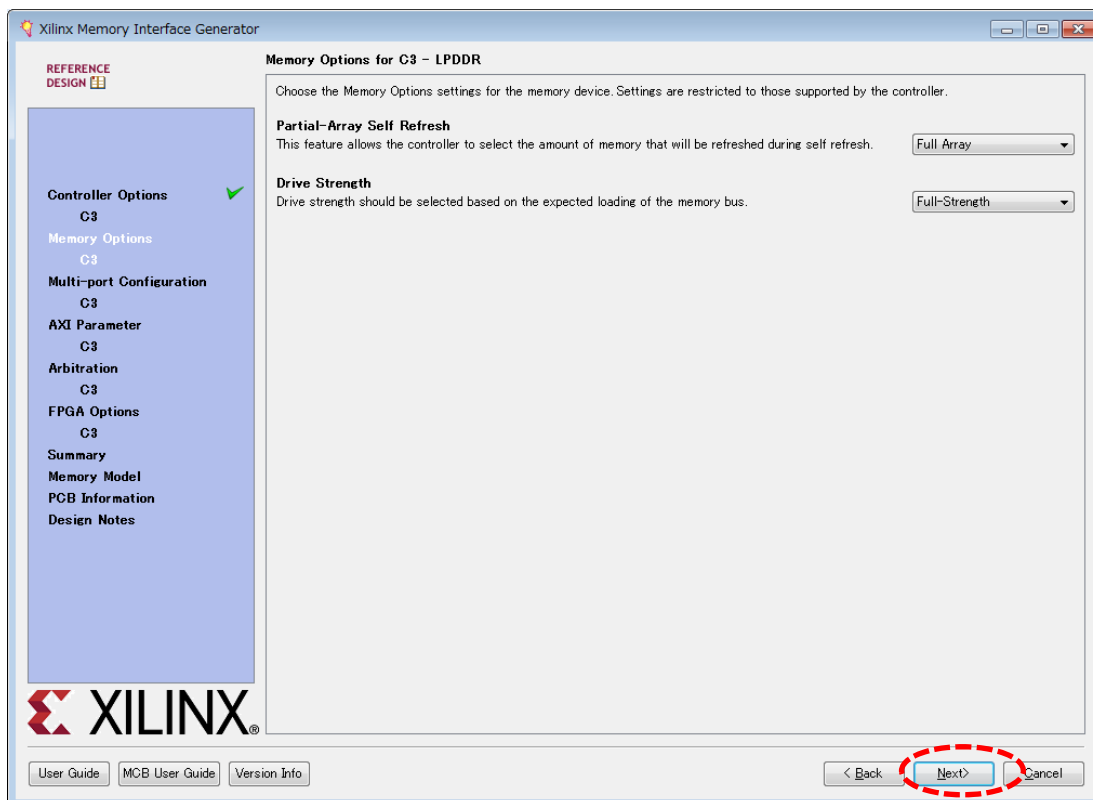 Xilinx Memory Interface Generator
REFERENCE
DESIGN
Memory Options for C3 - LPDDR
Choose the Memory Options settings for the memory device. Settings are restricted to those supported by the controller.
Partial-Array Self Refresh
This feature allows the controller to select the amount of memory that will be refreshed during self refresh.
Full Array
Drive Strength
Drive strength should be selected based on the expected loading of the memory bus.
Full-Strength
Controller Options
C3
Memory Options
C3
Multi-port Configuration
C3
AXI Parameter
C3
Arbitration
C3
FPGA Options
C3
Summary
Memory Model
PCB Information
Design Notes
XILINX®
User Guide
MCB User Guide
Version Info
< Back
Next>
Cancel